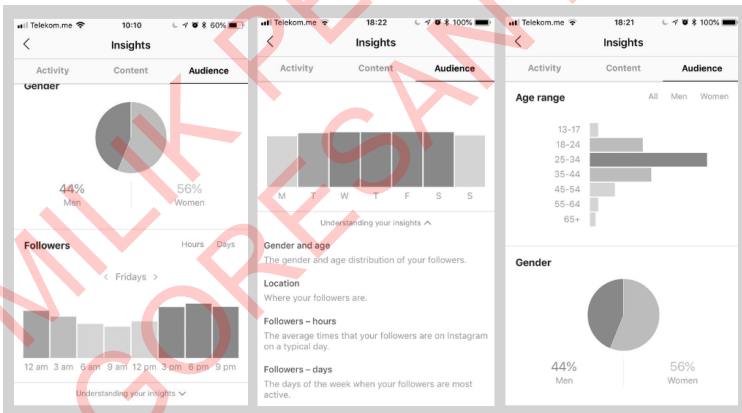 Telekom.me 10:10 60%
Insights
Activity Content Audience
Gender
44% 56%
Men Women
Followers Hours Days
< Fridays >
12 am 3 am 6 am 9 am 12 pm 3 pm 6 pm 9 pm
Understanding your insights
Telekom.me 18:22 100%
Insights
Activity Content Audience
M T W T F S S
Understanding your insights
Gender and age
The gender and age distribution of your followers.
Location
Where your followers are.
Followers – hours
The average times that your followers are on Instagram
on a typical day.
Followers – days
The days of the week when your followers are most
active.
Telekom.me 18:21 100%
Insights
Activity Content Audience
Age range All Men Women
13-17
18-24
25-34
35-44
45-54
55-64
65+
Gender
44% 56%
Men Women
MILIK PE
GORESAN